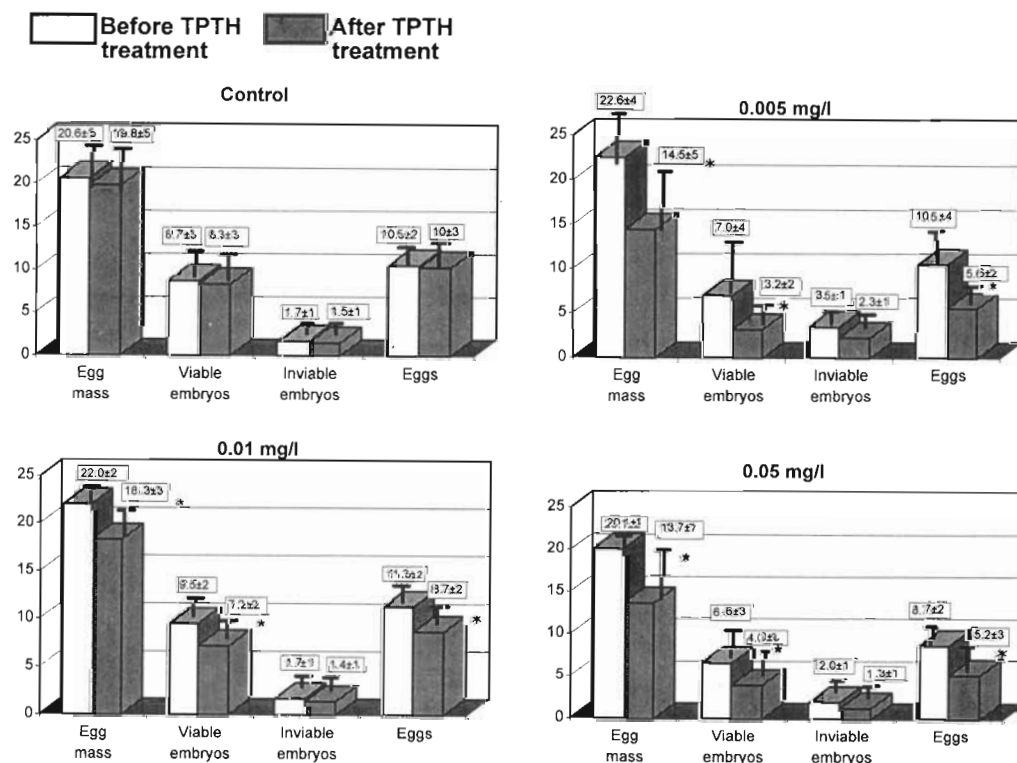 Before TPTH treatment
After TPTH treatment
Control
25
20
15
10
5
0
20.6±5
8.3±3
1.7±1
1.5±1
10.5±2
10±3
Egg mass
Viable embryos
Inviable embryos
Eggs
0.005 mg/l
25
20
15
10
5
0
22.6±4
14.5±5 *
7.0±4
3.2±2 *
2.3±1
10.5±4
5.6±2 *
Egg mass
Viable embryos
Inviable embryos
Eggs
0.01 mg/l
25
20
15
10
5
0
22.0±2
18.3±3 *
9.5±2
7.2±2 *
1.7±1
1.4±1
11.3±2
8.7±2 *
Egg mass
Viable embryos
Inviable embryos
Eggs
0.05 mg/l
25
20
15
10
5
0
13.7±7 *
6.6±3
*
2.0±1
1.3±1
8.7±2
5.2±3 *
Egg mass
Viable embryos
Inviable embryos
Eggs